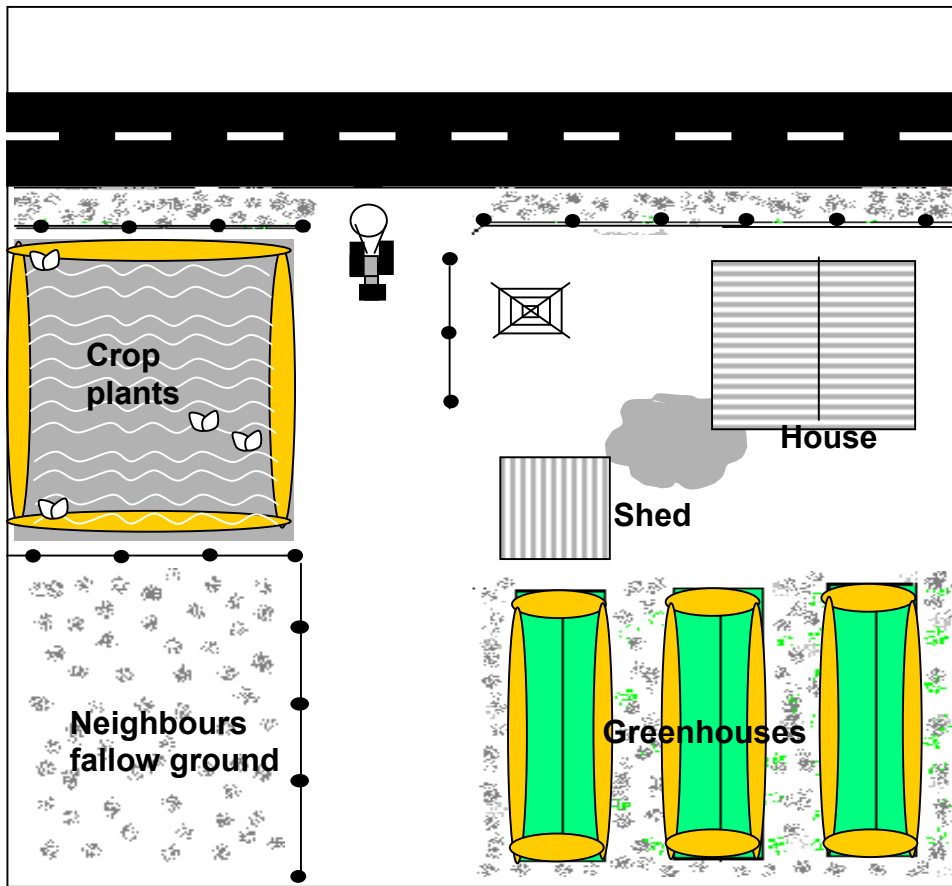 Crop
plants
House
Shed
Neighbours
fallow ground
Greenhouses